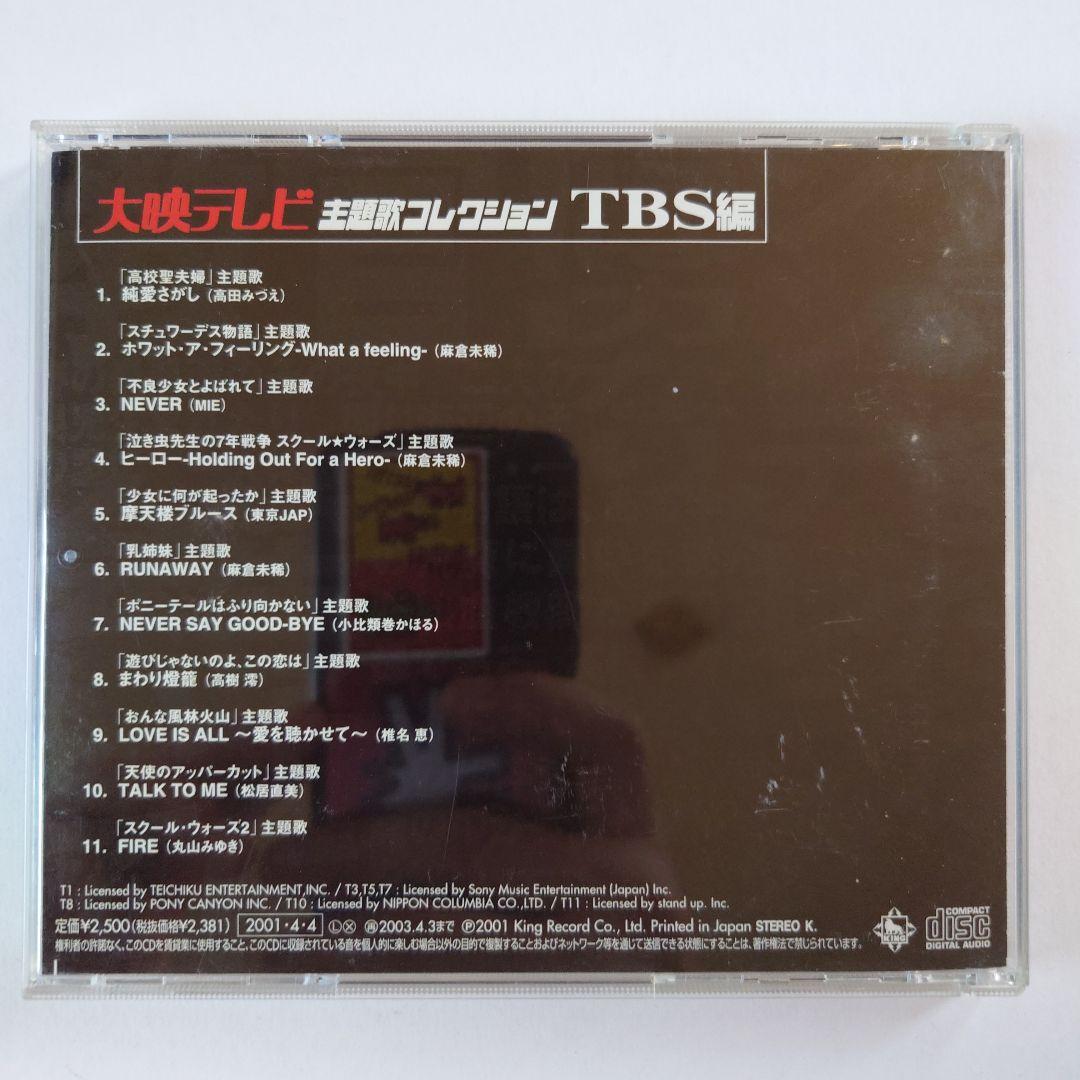 大映テレビ 主題歌コレクション TBS編
「高校聖夫婦」主題歌
1. 純愛さがし（高田みづえ）
「スチュワーデス物語」主題歌
2. ホワット・ア・フィーリング-What a feeling-（麻倉未稀）
「不良少女とよばれて」主題歌
3. NEVER（MIE）
「泣き虫先生の7年戦争 スクール★ウォーズ」主題歌
4. ヒーロー-Holding Out For a Hero-（麻倉未稀）
「少女に何が起ったか」主題歌
5. 摩天楼ブルース（東京JAP）
「乳姉妹」主題歌
6. RUNAWAY（麻倉未稀）
「ポニーテールはふり向かない」主題歌
7. NEVER SAY GOOD-BYE（小比類巻かほる）
「遊びじゃないのよ、この恋は」主題歌
8. まわり燈籠（高樹 澪）
「おんな風林火山」主題歌
9. LOVE IS ALL 〜愛を聴かせて〜（椎名 恵）
「天使のアッパーカット」主題歌
10. TALK TO ME（松居直美）
「スクール・ウォーズ2」主題歌
11. FIRE（丸山みゆき）
T1 : Licensed by TEICHIKU ENTERTAINMENT,INC. / T3,T5,T7 : Licensed by Sony Music Entertainment (Japan) Inc.
T8 : Licensed by PONY CANYON INC. / T10 : Licensed by NIPPON COLUMBIA CO.,LTD. / T11 : Licensed by stand up. Inc.
定価¥2,500（税抜価格¥2,381） 2001・4・4 Ⓛⓧ ㊑2003.4.3まで Ⓟ2001 King Record Co., Ltd. Printed in Japan STEREO K.
権利者の許諾なく、このCDを賃貸業に使用すること、このCDに収録されている音を個人的に楽しむ場合以外の目的で複製することおよびネットワーク等を通じて送信できる状態にすることは、著作権法で禁じられています。
KING
COMPACT
disc
DIGITAL AUDIO